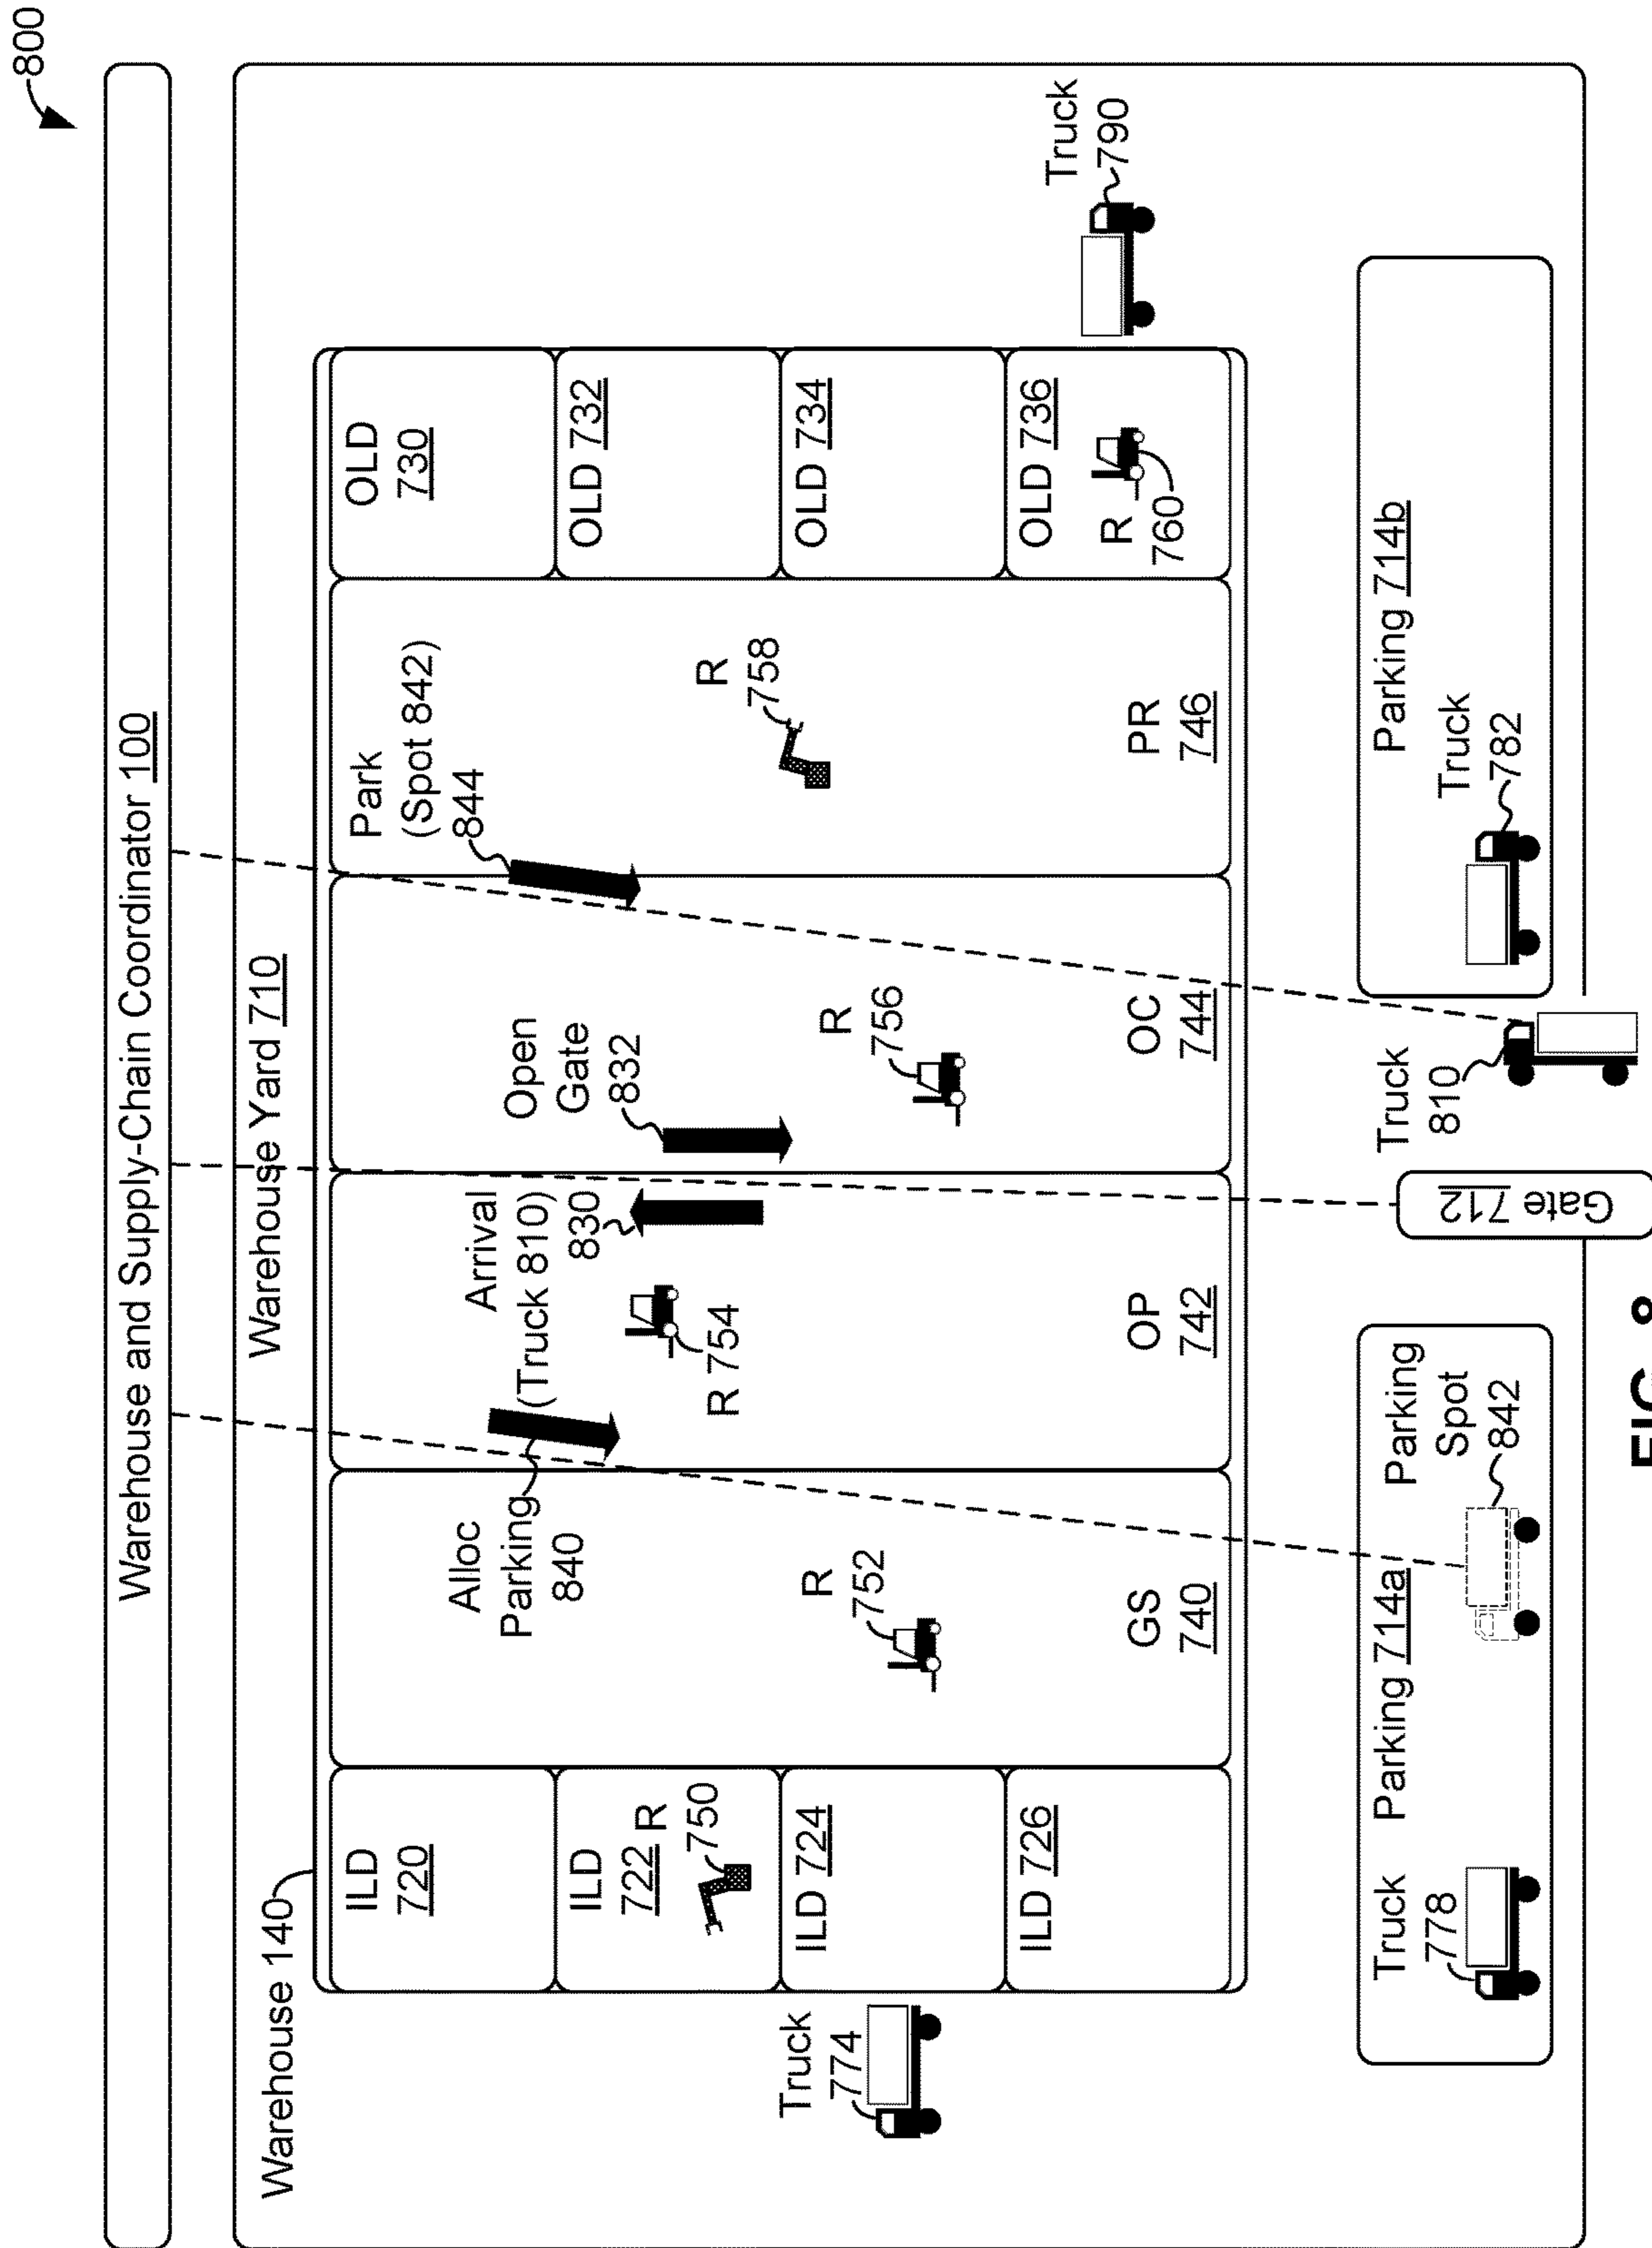 800
Warehouse and Supply-Chain Coordinator 100
Warehouse Yard 710
Warehouse 140
ILD
720
ILD
722
R
750
ILD 724
ILD 726
Alloc
Parking
840
R
752
GS
740
Arrival
(Truck 810)
830
R 754
OP
742
Open
Gate
832
R
756
OC
744
Park
(Spot 842)
844
R
758
PR
746
OLD
730
OLD 732
OLD 734
OLD 736
R
760
Truck
774
Truck
790
Truck
778
Parking 714a
Parking
Spot
842
Gate 712
Truck
810
Parking 714b
Truck
782